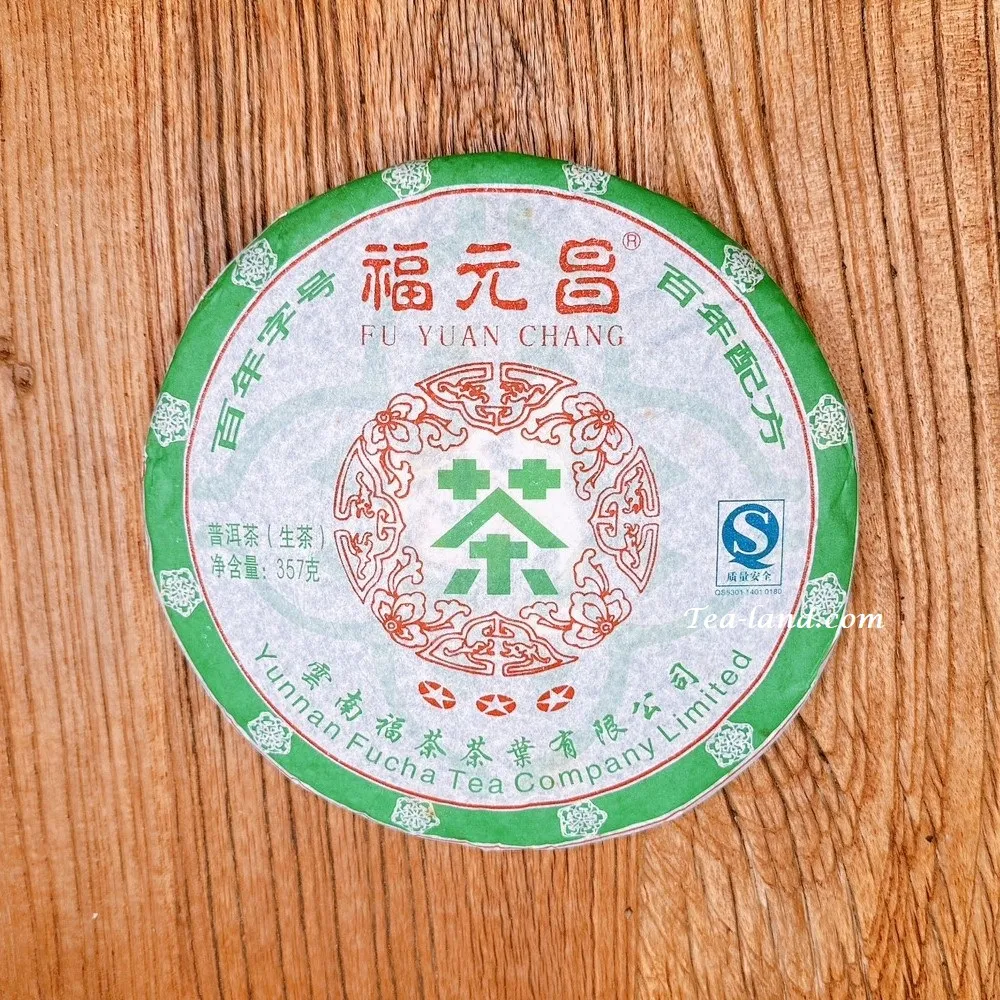 福元昌®
FU YUAN CHANG
百年字号
百年配方
茶
普洱茶（生茶）
净含量：357克
S
质量安全
QS5301 1401 0180
Tea-land.com
雲南福茶茶葉有限公司
Yunnan Fucha Tea Company Limited